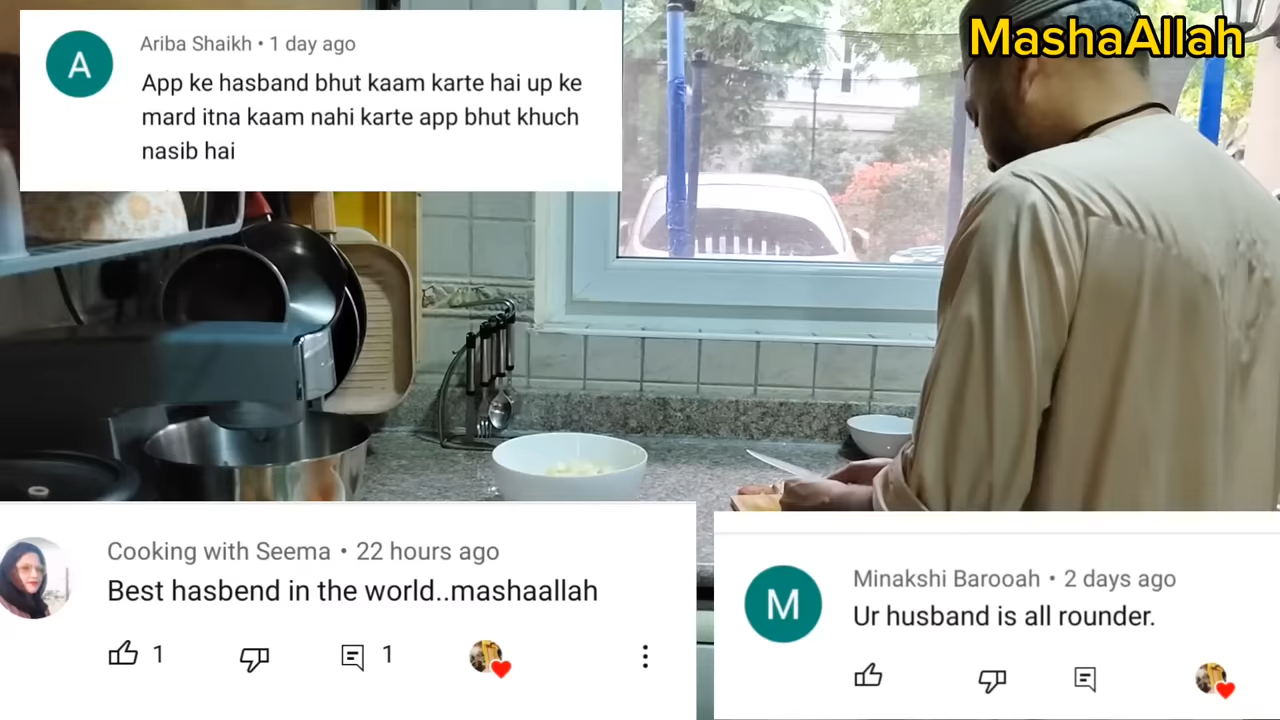 MashaAllah
A
Ariba Shaikh • 1 day ago
App ke hasband bhut kaam karte hai up ke
mard itna kaam nahi karte app bhut khuch
nasib hai
Cooking with Seema • 22 hours ago
Best hasbend in the world..mashaallah
1
1
M
Minakshi Barooah • 2 days ago
Ur husband is all rounder.